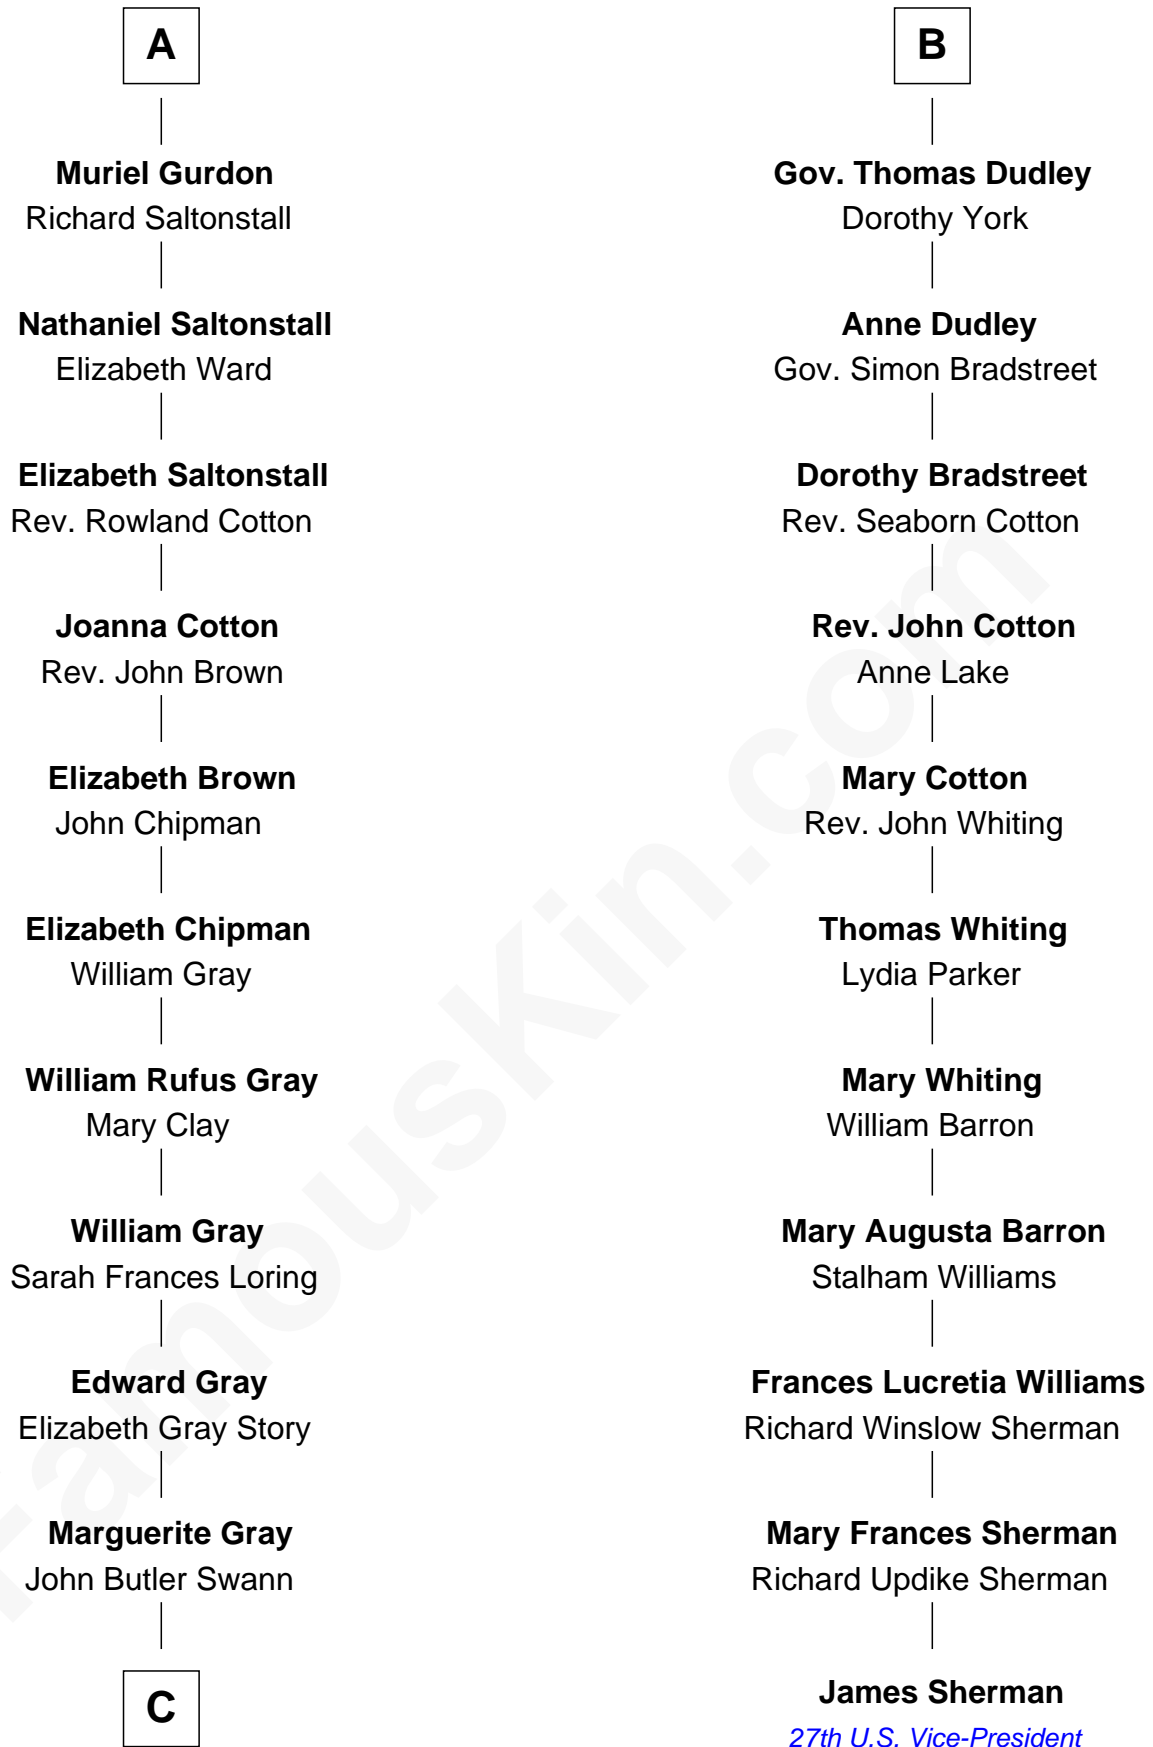 A
Muriel Gurdon
Richard Saltonstall
Nathaniel Saltonstall
Elizabeth Ward
Elizabeth Saltonstall
Rev. Rowland Cotton
Joanna Cotton
Rev. John Brown
Elizabeth Brown
John Chipman
Elizabeth Chipman
William Gray
William Rufus Gray
Mary Clay
William Gray
Sarah Frances Loring
Edward Gray
Elizabeth Gray Story
Marguerite Gray
John Butler Swann
C
B
Gov. Thomas Dudley
Dorothy York
Anne Dudley
Gov. Simon Bradstreet
Dorothy Bradstreet
Rev. Seaborn Cotton
Rev. John Cotton
Anne Lake
Mary Cotton
Rev. John Whiting
Thomas Whiting
Lydia Parker
Mary Whiting
William Barron
Mary Augusta Barron
Stalham Williams
Frances Lucretia Williams
Richard Winslow Sherman
Mary Frances Sherman
Richard Updike Sherman
James Sherman
27th U.S. Vice-President
FamousKin.com